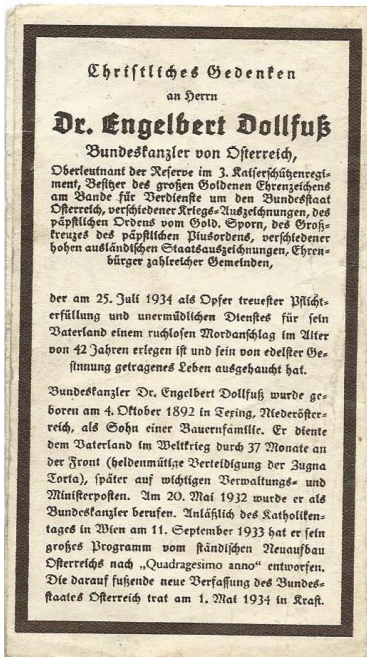 Christliches Gedenken
an Herrn
Dr. Engelbert Dollfuß
Bundeskanzler von Österreich,
Oberleutnant der Reserve im 3. Kaiserschützenregi-
ment, Besitzer des großen Goldenen Ehrenzeichens
am Bande für Verdienste um den Bundesstaat
Österreich, verschiedener Kriegs-Auszeichnungen, des
päpstlichen Ordens vom Gold. Sporn, des Groß-
kreuzes des päpstlichen Piusordens, verschiedener
hohen ausländischen Staatsauszeichnungen, Ehren-
bürger zahlreicher Gemeinden,
der am 25. Juli 1934 als Opfer treuester Pflicht-
erfüllung und unermüdlichen Dienstes für sein
Vaterland einem ruchlosen Mordanschlag im Alter
von 42 Jahren erlegen ist und sein von edelster Ge-
sinnung getragenes Leben ausgehaucht hat.
Bundeskanzler Dr. Engelbert Dollfuß wurde ge-
boren am 4. Oktober 1892 in Texing, Niederöster-
reich, als Sohn einer Bauernfamilie. Er diente
dem Vaterland im Weltkrieg durch 37 Monate an
der Front (heldenmütige Verteidigung der Zugna
Torta), später auf wichtigen Verwaltungs- und
Ministerposten. Am 20. Mai 1932 wurde er als
Bundeskanzler berufen. Anläßlich des Katholiken-
tages in Wien am 11. September 1933 hat er sein
großes Programm vom ständischen Neuaufbau
Österreichs nach „Quadragesimo anno" entworfen.
Die darauf fußende neue Verfassung des Bundes-
staates Österreich trat am 1. Mai 1934 in Kraft.